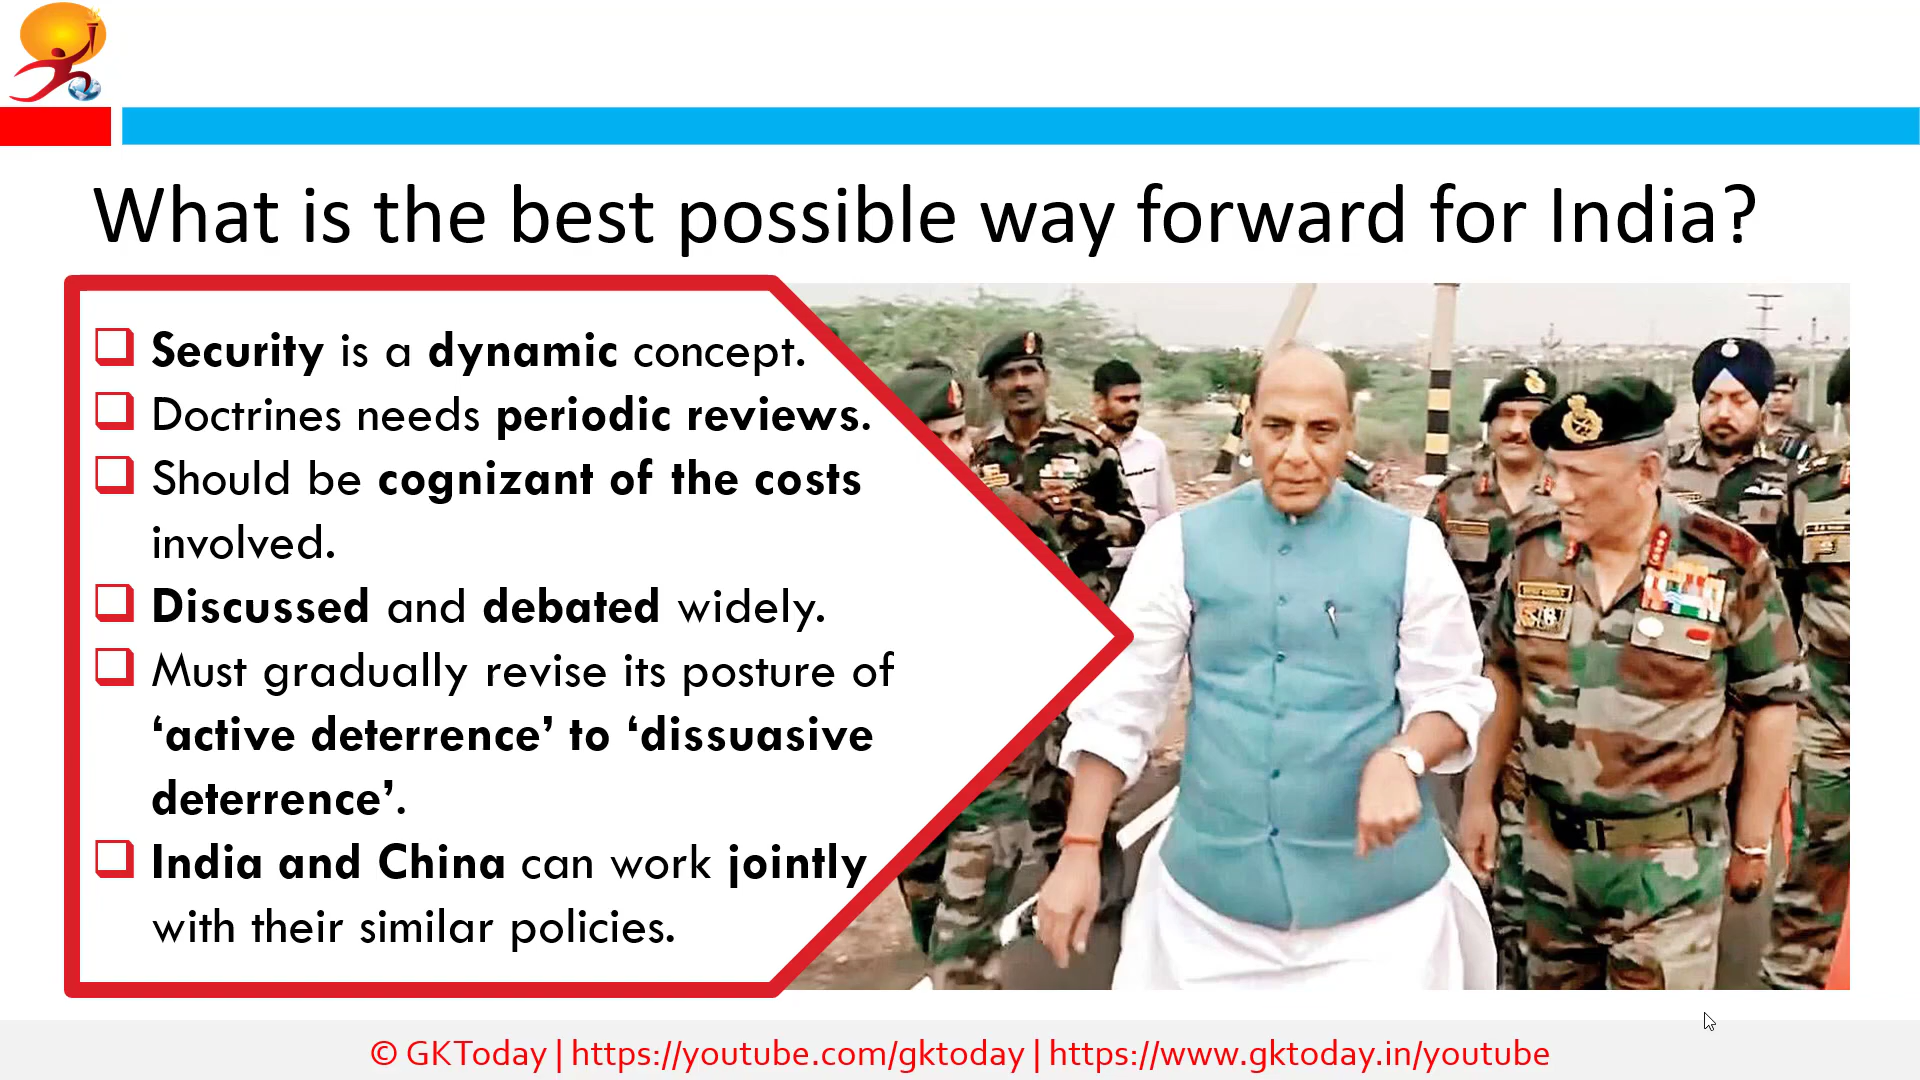 What is the best possible way forward for India?
Security is a dynamic concept.
Doctrines needs periodic reviews.
Should be cognizant of the costs
involved.
Discussed and debated widely.
Must gradually revise its posture of
‘active deterrence’ to ‘dissuasive
deterrence’.
India and China can work jointly
with their similar policies.
© GKToday | https://youtube.com/gktoday | https://www.gktoday.in/youtube